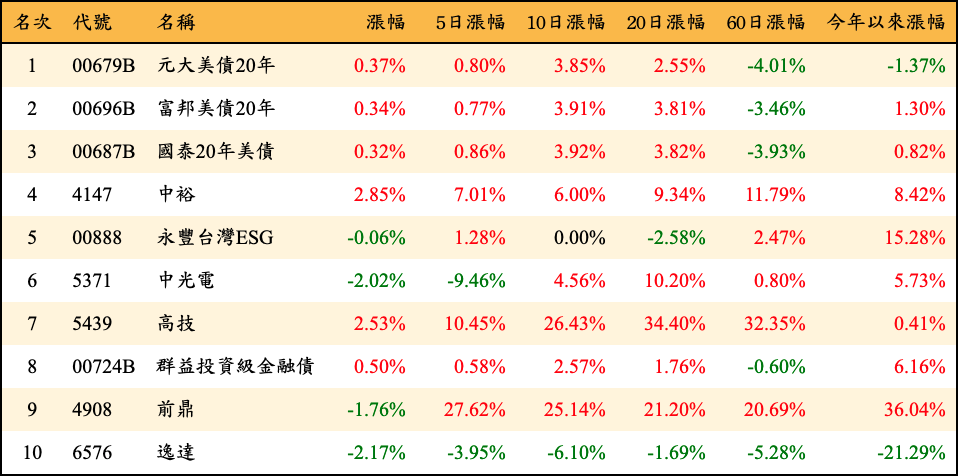 名次 代號 名稱 漲幅 5日漲幅 10日漲幅 20日漲幅 60日漲幅 今年以來漲幅
1 00679B 元大美債20年 0.37% 0.80% 3.85% 2.55% -4.01% -1.37%
2 00696B 富邦美債20年 0.34% 0.77% 3.91% 3.81% -3.46% 1.30%
3 00687B 國泰20年美債 0.32% 0.86% 3.92% 3.82% -3.93% 0.82%
4 4147 中裕 2.85% 7.01% 6.00% 9.34% 11.79% 8.42%
5 00888 永豐台灣ESG -0.06% 1.28% 0.00% -2.58% 2.47% 15.28%
6 5371 中光電 -2.02% -9.46% 4.56% 10.20% 0.80% 5.73%
7 5439 高技 2.53% 10.45% 26.43% 34.40% 32.35% 0.41%
8 00724B 群益投資級金融債 0.50% 0.58% 2.57% 1.76% -0.60% 6.16%
9 4908 前鼎 -1.76% 27.62% 25.14% 21.20% 20.69% 36.04%
10 6576 逸達 -2.17% -3.95% -6.10% -1.69% -5.28% -21.29%